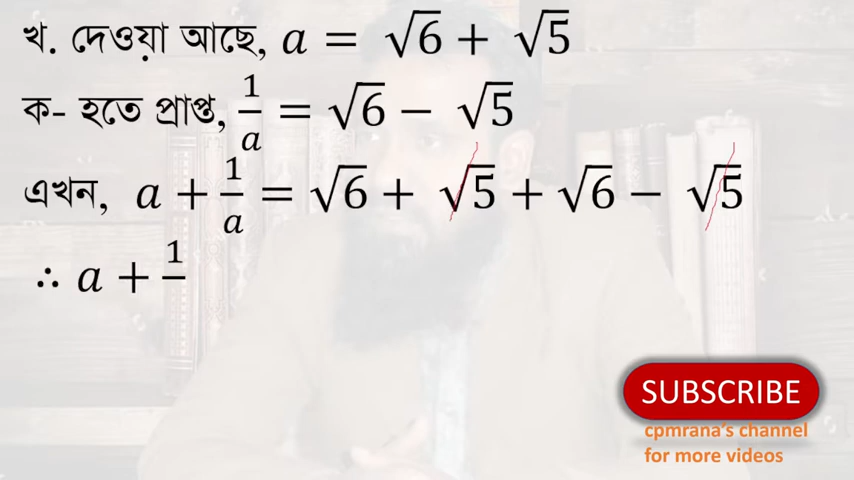 খ. দেওয়া আছে, a = √6 + √5
ক- হতে প্রাপ্ত, 1/a = √6 − √5
এখন, a + 1/a = √6 + √5 + √6 − √5
∴ a + 1/
SUBSCRIBE
cpmrana's channel
for more videos